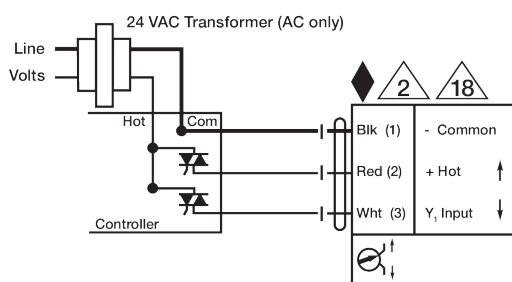 24 VAC Transformer (AC only)
Line
Volts
2
18
Hot
Com
Blk (1)
- Common
Red (2)
+ Hot
Wht (3)
Y1 Input
Controller